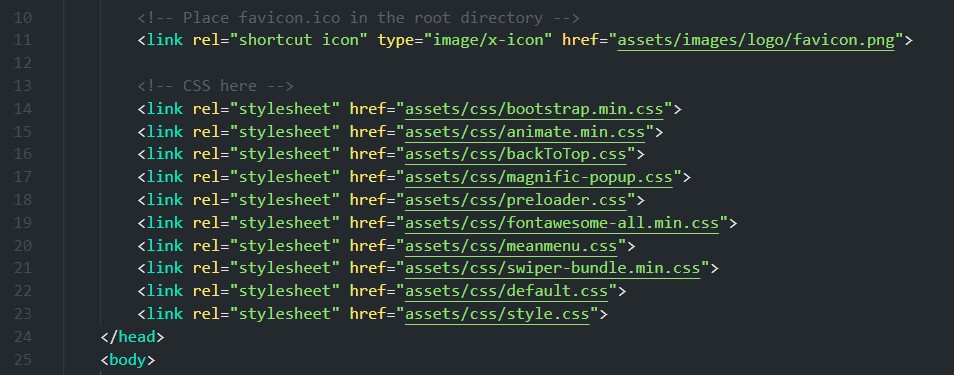 10 <!-- Place favicon.ico in the root directory -->
11 <link rel="shortcut icon" type="image/x-icon" href="assets/images/logo/favicon.png">
12
13 <!-- CSS here -->
14 <link rel="stylesheet" href="assets/css/bootstrap.min.css">
15 <link rel="stylesheet" href="assets/css/animate.min.css">
16 <link rel="stylesheet" href="assets/css/backToTop.css">
17 <link rel="stylesheet" href="assets/css/magnific-popup.css">
18 <link rel="stylesheet" href="assets/css/preloader.css">
19 <link rel="stylesheet" href="assets/css/fontawesome-all.min.css">
20 <link rel="stylesheet" href="assets/css/meanmenu.css">
21 <link rel="stylesheet" href="assets/css/swiper-bundle.min.css">
22 <link rel="stylesheet" href="assets/css/default.css">
23 <link rel="stylesheet" href="assets/css/style.css">
24 </head>
25 <body>